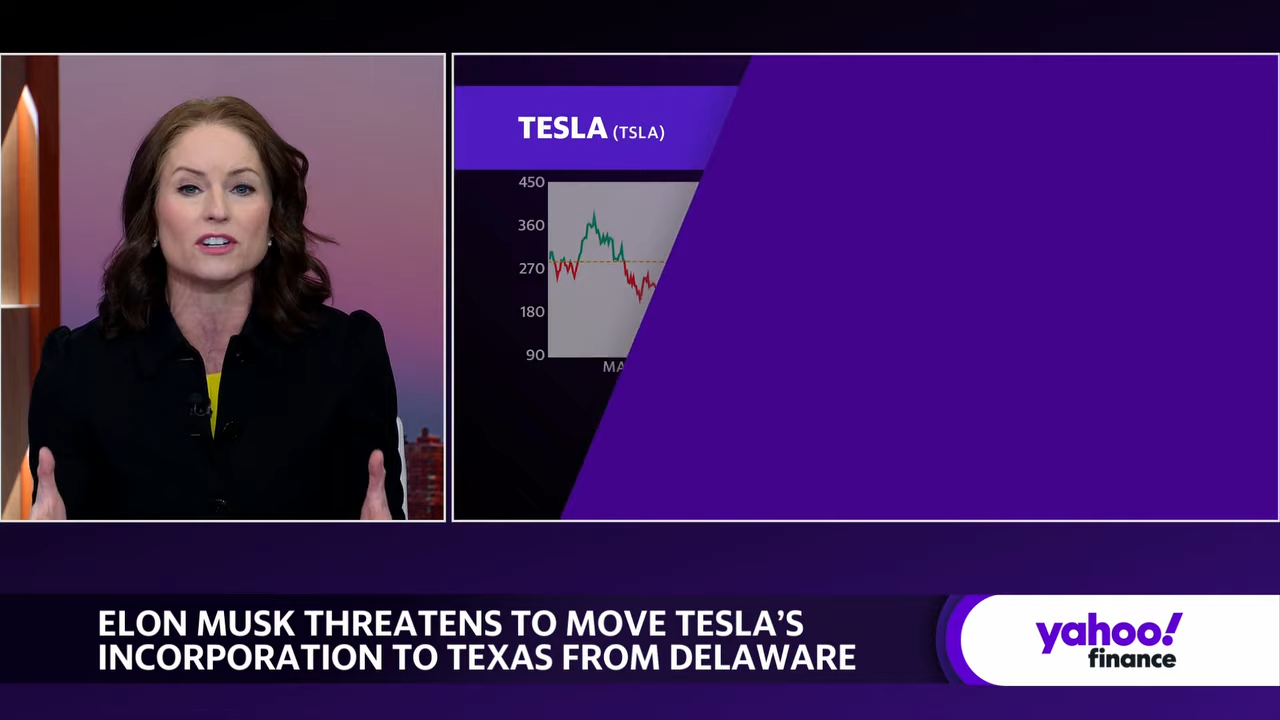 TESLA (TSLA)
450
360
270
180
90
MA
ELON MUSK THREATENS TO MOVE TESLA'S
INCORPORATION TO TEXAS FROM DELAWARE
yahoo!
finance